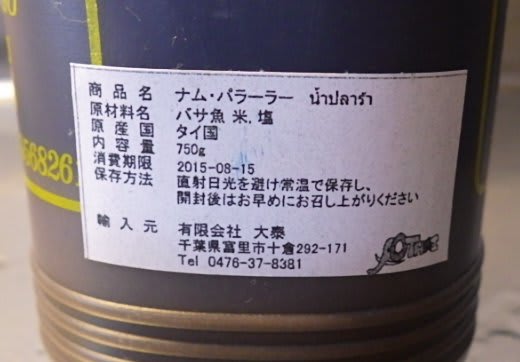 商品名 ナム・パラーラー น้ำปลาร้า
原材料名 バサ魚 米.塩
原産国 タイ国
内容量 750g
消費期限 2015-08-15
保存方法 直射日光を避け常温で保存し、
開封後はお早めにお召し上がりください
輸入元 有限会社 大泰
千葉県富里市十倉292-171
Tel 0476-37-8381